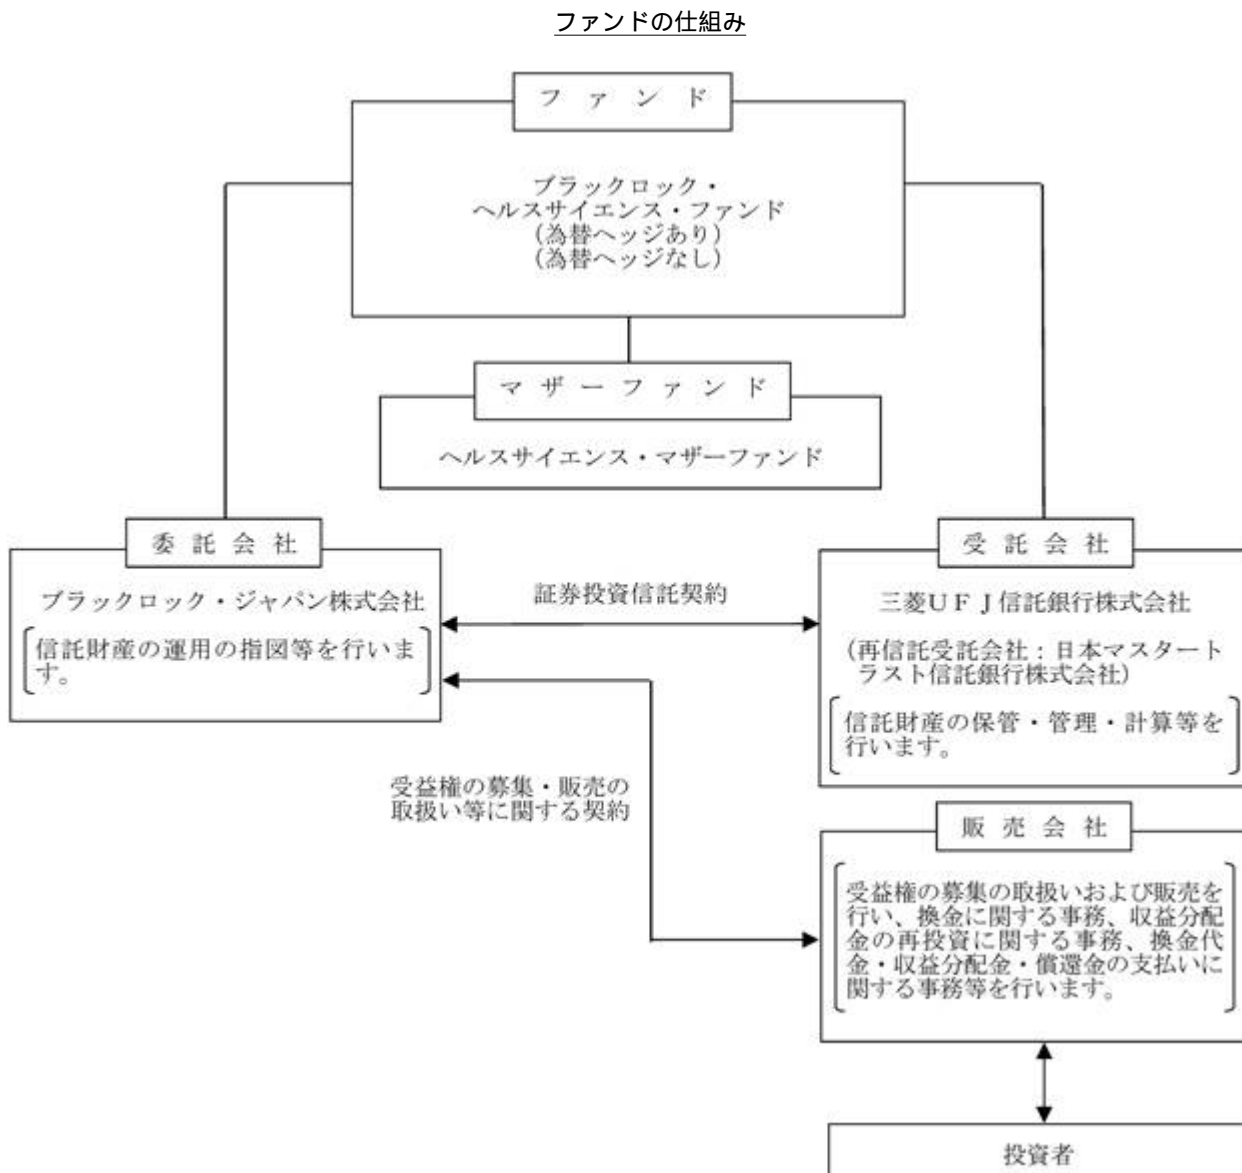 ファンドの仕組み
ファンド
ブラックロック・
ヘルスサイエンス・ファンド
(為替ヘッジあり)
(為替ヘッジなし)
マザーファンド
ヘルスサイエンス・マザーファンド
委託会社
ブラックロック・ジャパン株式会社
信託財産の運用の指図等を行いま
す。
証券投資信託契約
受託会社
三菱UFJ信託銀行株式会社
(再信託受託会社:日本マスタート
ラスト信託銀行株式会社)
信託財産の保管・管理・計算等を
行います。
受益権の募集・販売の
取扱い等に関する契約
販売会社
受益権の募集の取扱いおよび販売を
行い、換金に関する事務、収益分配
金の再投資に関する事務、換金代
金・収益分配金・償還金の支払いに
関する事務等を行います。
投資者